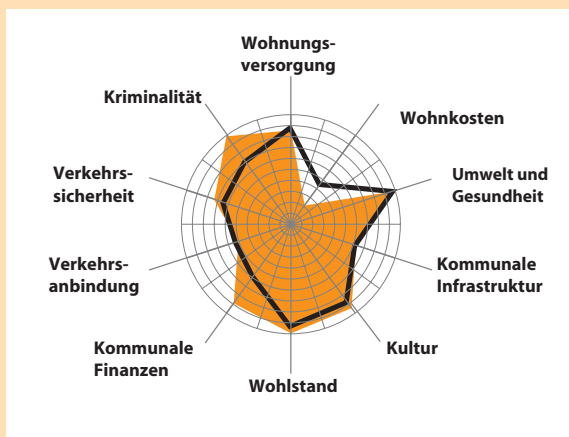 Wohnungs-
versorgung
Wohnkosten
Umwelt und
Gesundheit
Kommunale
Infrastruktur
Kultur
Wohlstand
Kommunale
Finanzen
Verkehrs-
anbindung
Verkehrs-
sicherheit
Kriminalität